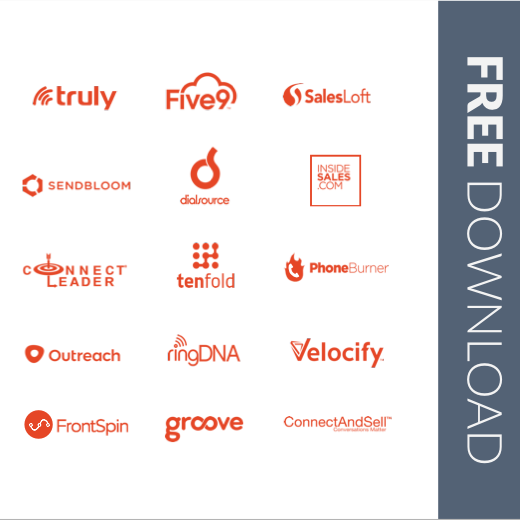 truly
Five9
SalesLoft
SENDBLOOM
dialsource
INSIDE
SALES
.COM
CONNECT
LEADER
tenfold
PhoneBurner
Outreach
ringDNA
Velocify
FrontSpin
groove
ConnectAndSell™
Conversations Matter
FREE DOWNLOAD